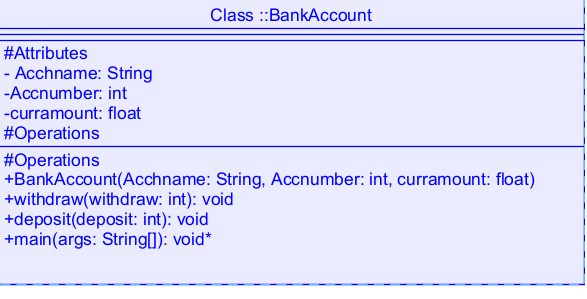 Class ::BankAccount
#Attributes
- Acchname: String
-Accnumber: int
-curramount: float
#Operations
#Operations
+BankAccount(Acchname: String, Accnumber: int, curramount: float)
+withdraw(withdraw: int): void
+deposit(deposit: int): void
+main(args: String[]): void*